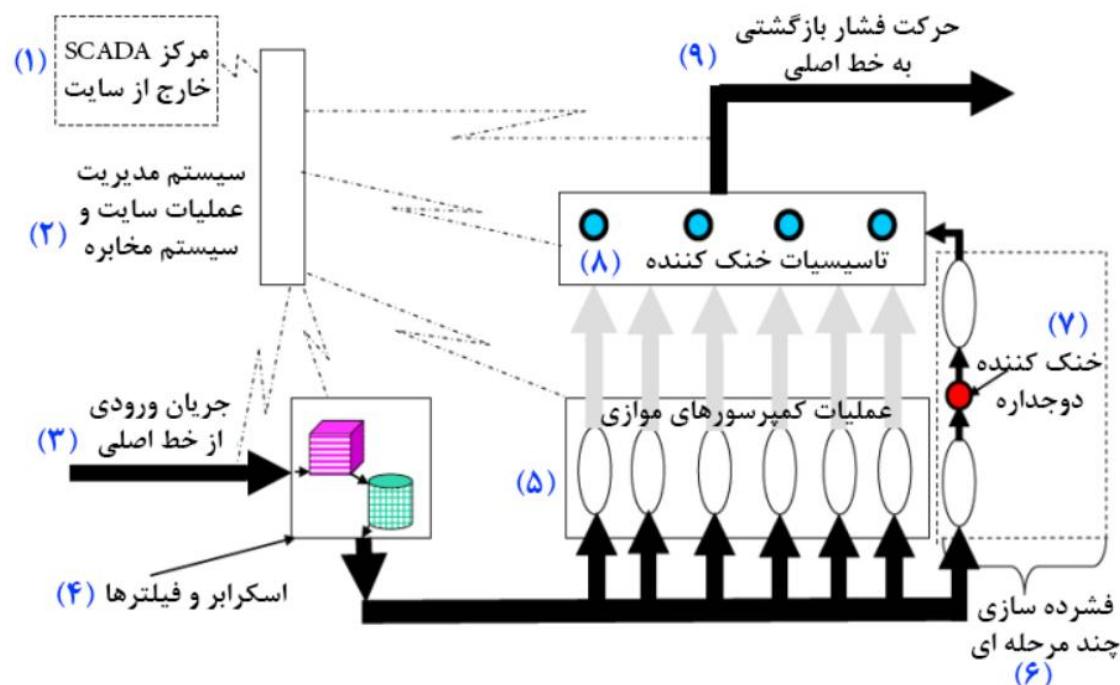 مرکز SCADA
خارج از سایت
(۱)
سیستم مدیریت
عملیات سایت و
سیستم مخابره
(۲)
جریان ورودی
از خط اصلی
(۳)
اسکرابر و فیلترها (۴)
عملیات کمپرسورهای موازی
(۵)
فشرده سازی
چند مرحله ای
(۶)
(۷)
خنک کننده
دوجداره
تاسیسیات خنک کننده (۸)
حرکت فشار بازگشتی
به خط اصلی
(۹)